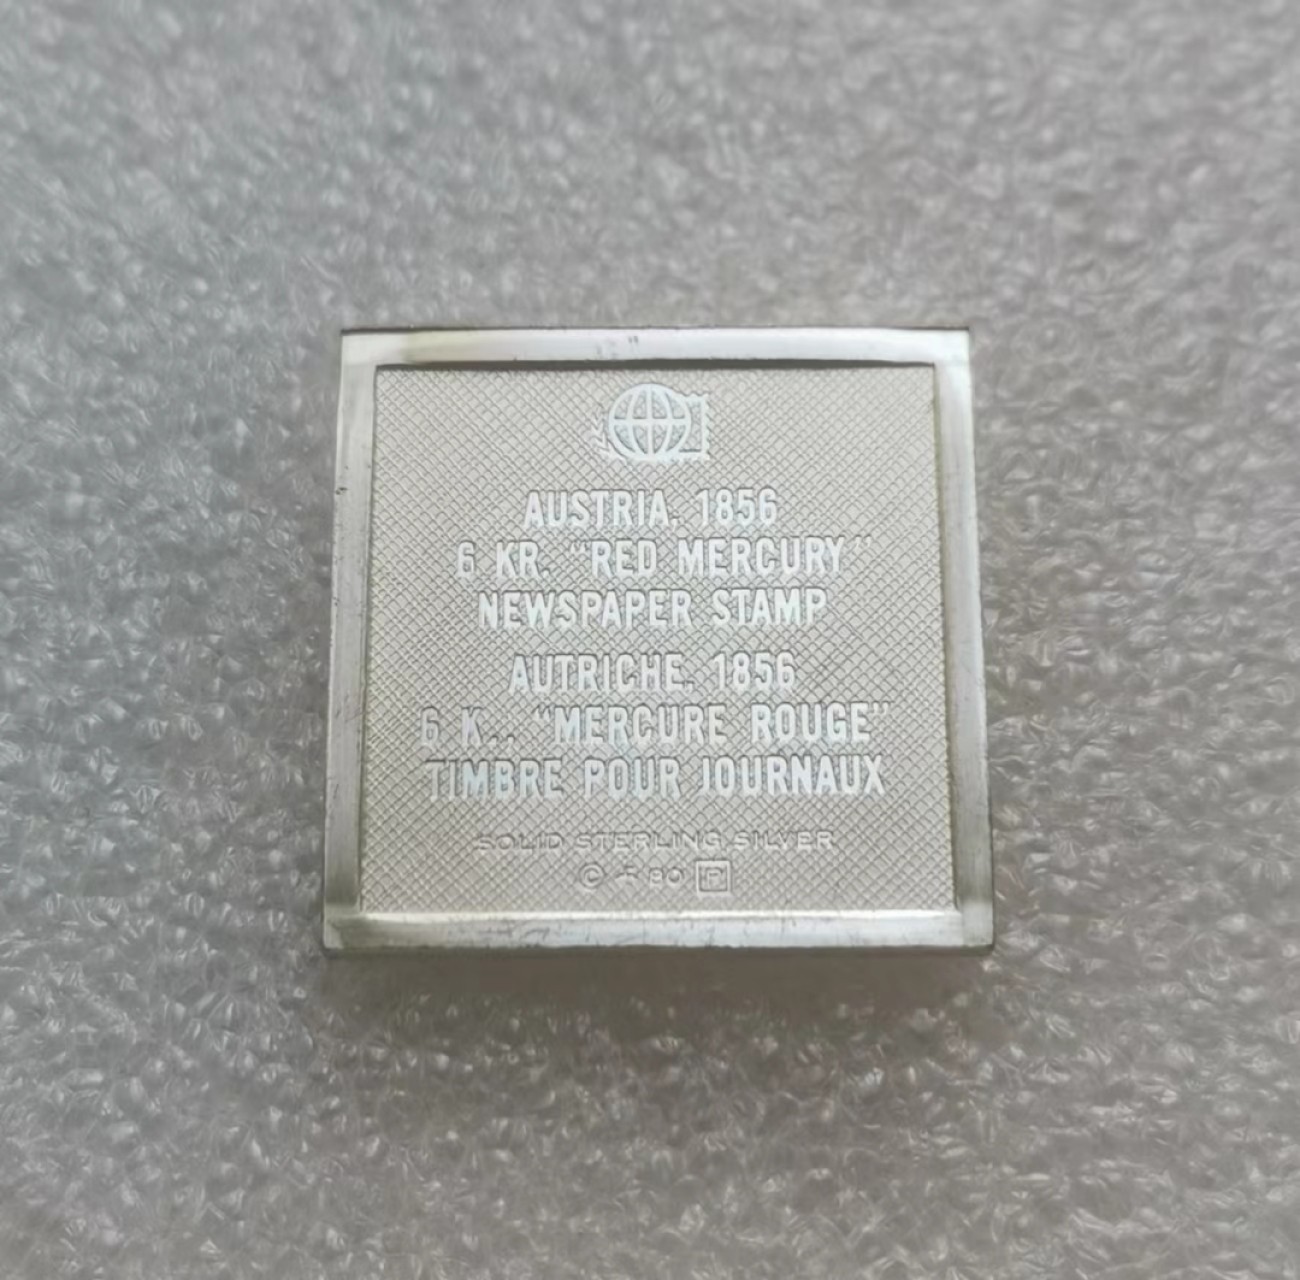 AUSTRIA, 1856
6 KR. "RED MERCURY"
NEWSPAPER STAMP
AUTRICHE, 1856
6 K.. "MERCURE ROUGE"
TIMBRE POUR JOURNAUX
SOLID STERLING SILVER
© 80 P